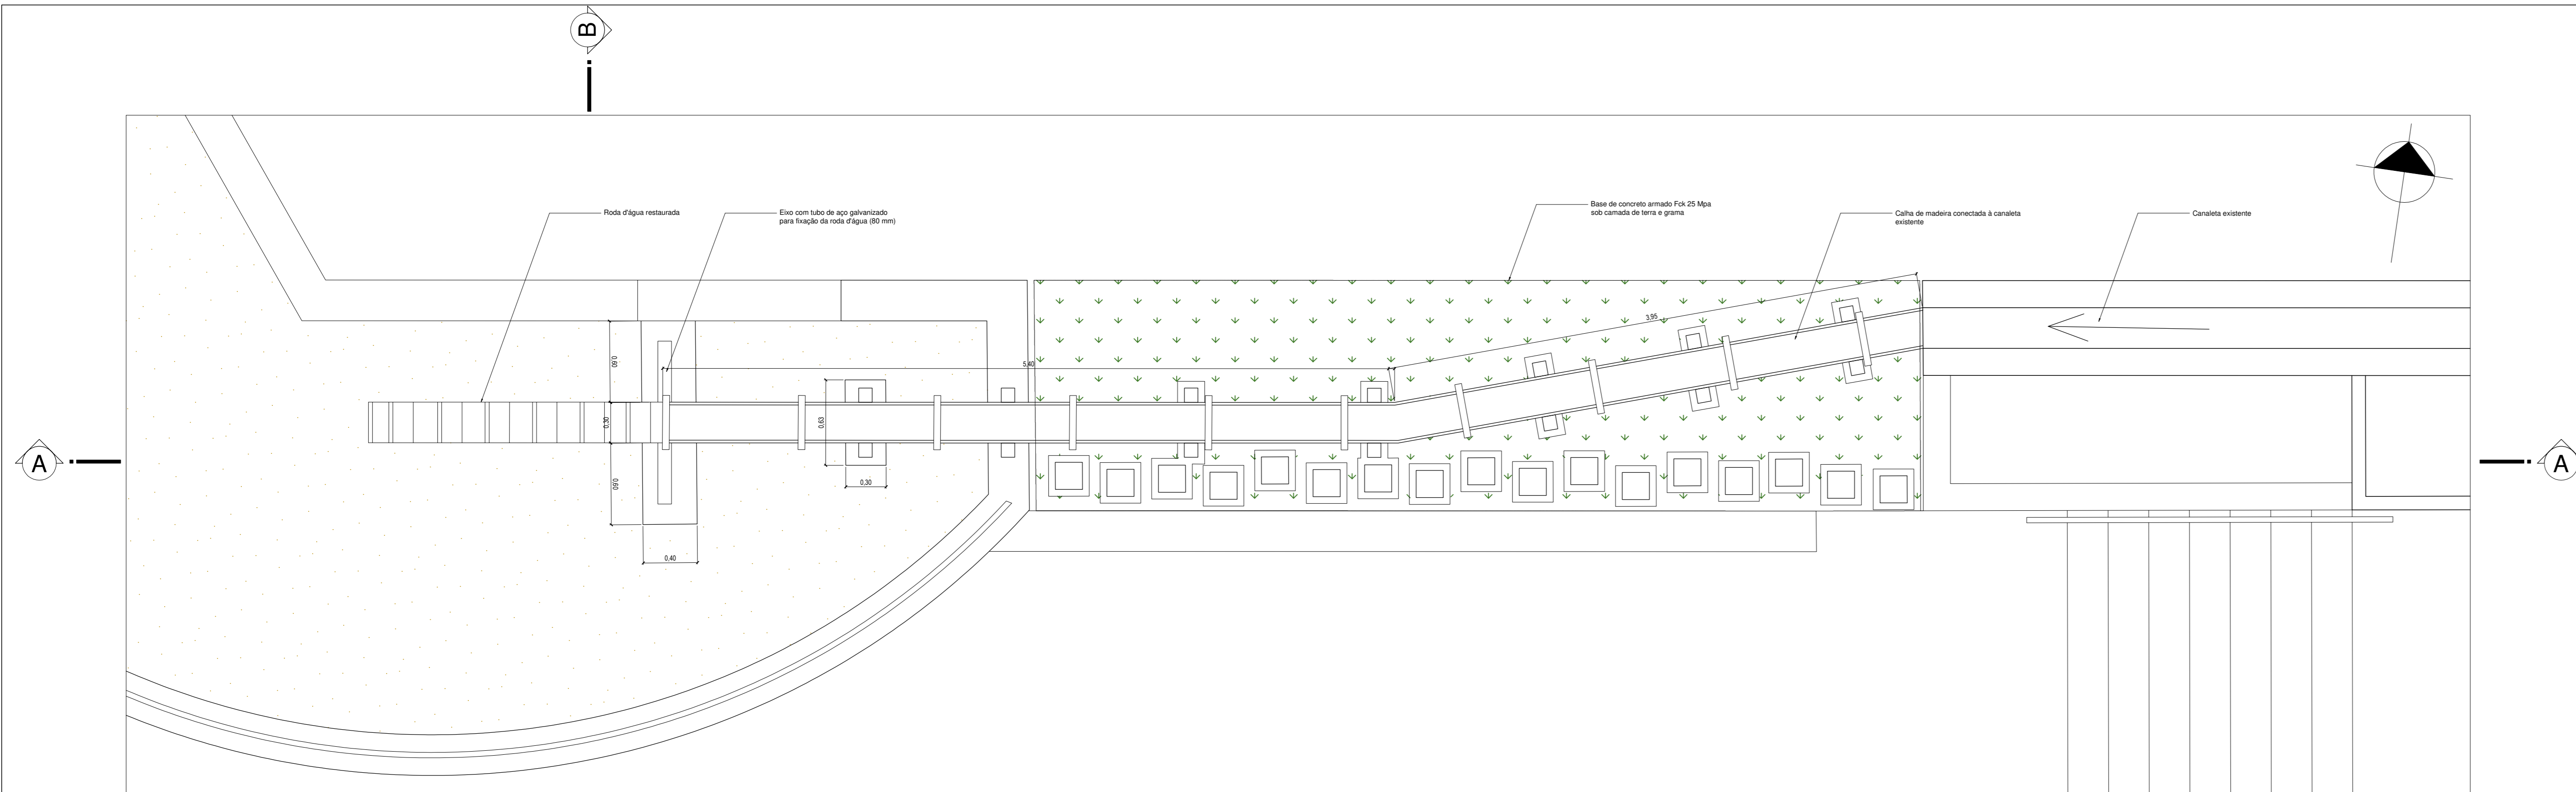 B
Roda d'água restaurada
Eixo com tubo de aço galvanizado
para fixação da roda d'água (80 mm)
Base de concreto armado Fck 25 Mpa
sob camada de terra e grama
Calha de madeira conectada à canaleta
existente
Canaleta existente
3,95
0,60
5,40
0,30
0,63
A
A
0,60
0,30
0,40